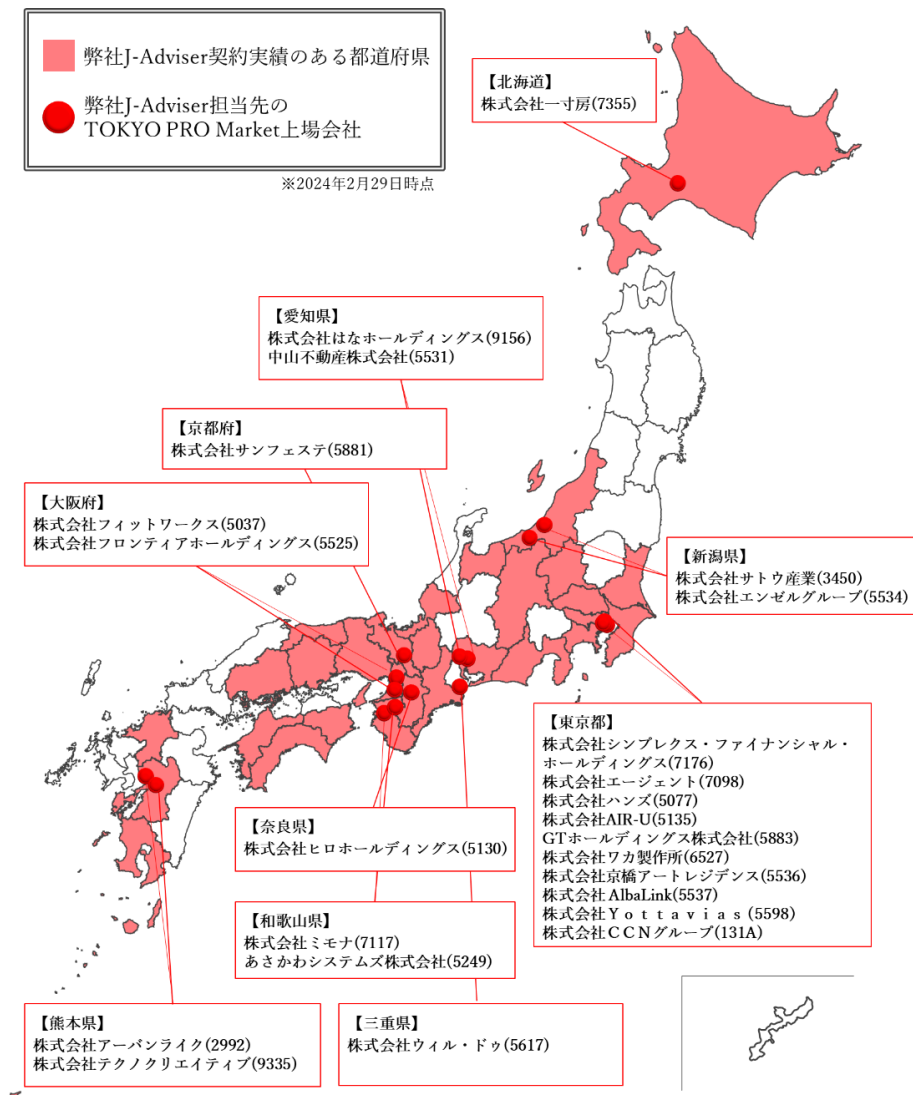 弊社J-Adviser契約実績のある都道府県
弊社J-Adviser担当先の
TOKYO PRO Market上場会社
※2024年2月29日時点
【北海道】
株式会社一寸房(7355)
【愛知県】
株式会社はなホールディングス(9156)
中山不動産株式会社(5531)
【京都府】
株式会社サンフェステ(5881)
【大阪府】
株式会社フィットワークス(5037)
株式会社フロンティアホールディングス(5525)
【新潟県】
株式会社サトウ産業(3450)
株式会社エンゼルグループ(5534)
【東京都】
株式会社シンプレクス・ファイナンシャル・
ホールディングス(7176)
株式会社エージェント(7098)
株式会社ハンズ(5077)
株式会社AIR-U(5135)
GTホールディングス株式会社(5883)
株式会社ワカ製作所(6527)
株式会社京橋アートレジデンス(5536)
株式会社AlbaLink(5537)
株式会社Ｙｏｔｔａｖｉａｓ(5598)
株式会社ＣＣＮグループ(131A)
【奈良県】
株式会社ヒロホールディングス(5130)
【和歌山県】
株式会社ミモナ(7117)
あさかわシステムズ株式会社(5249)
【熊本県】
株式会社アーバンライク(2992)
株式会社テクノクリエイティブ(9335)
【三重県】
株式会社ウィル・ドゥ(5617)